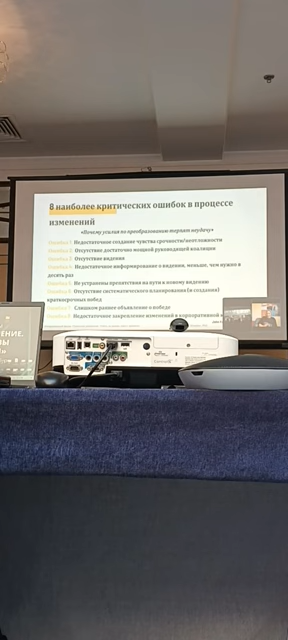 8 наиболее критических ошибок в процессе
изменений
«Почему усилия по преобразованию терпят неудачу»
Ошибка 1: Недостаточное создание чувства срочности/неотложности
Ошибка 2: Отсутствие достаточно мощной руководящей коалиции
Ошибка 3: Отсутствие видения
Ошибка 4: Недостаточное информирование о видении, меньше, чем нужно в
десять раз
Ошибка 5: Не устранены препятствия на пути к новому видению
Ошибка 6: Отсутствие систематического планирования (и создания)
краткосрочных побед
Ошибка 7: Слишком раннее объявление о победе
Ошибка 8: Недостаточное закрепление изменений в корпоративной
ЕНИЕ.